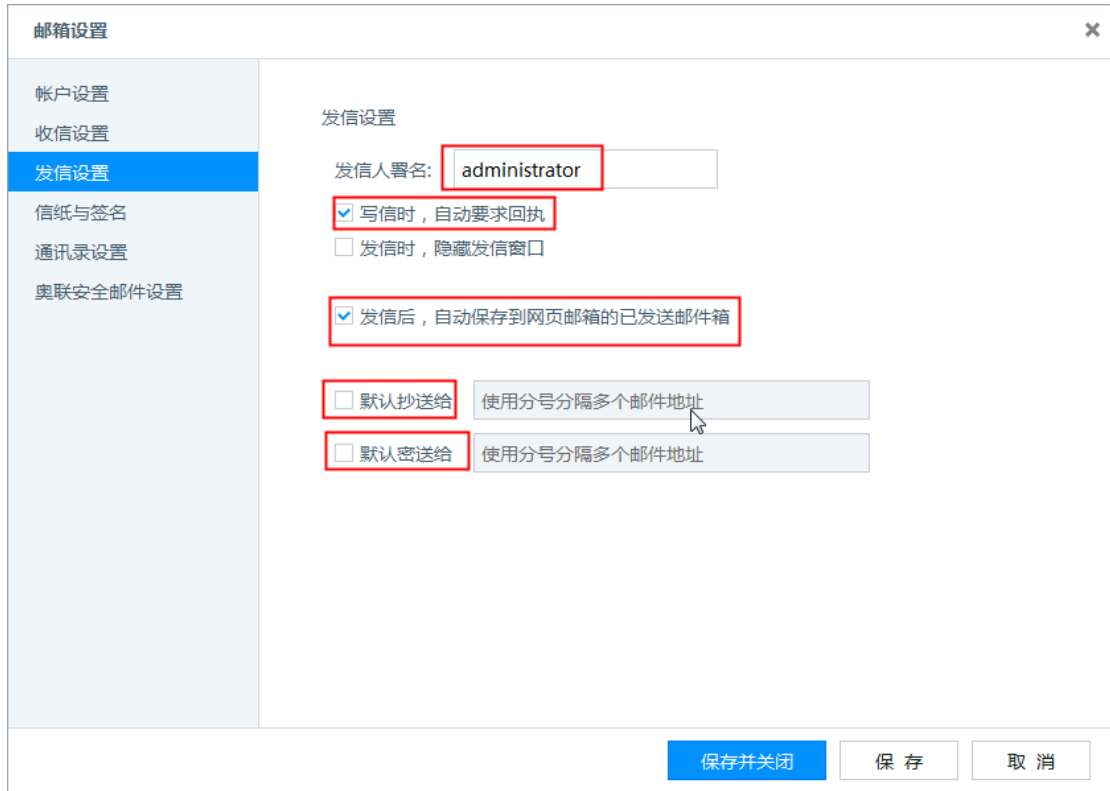 邮箱设置
帐户设置
收信设置
发信设置
信纸与签名
通讯录设置
奥联安全邮件设置
发信设置
发信人署名: administrator
写信时，自动要求回执
发信时，隐藏发信窗口
发信后，自动保存到网页邮箱的已发送邮件箱
默认抄送给 使用分号分隔多个邮件地址
默认密送给 使用分号分隔多个邮件地址
保存并关闭 保 存 取 消